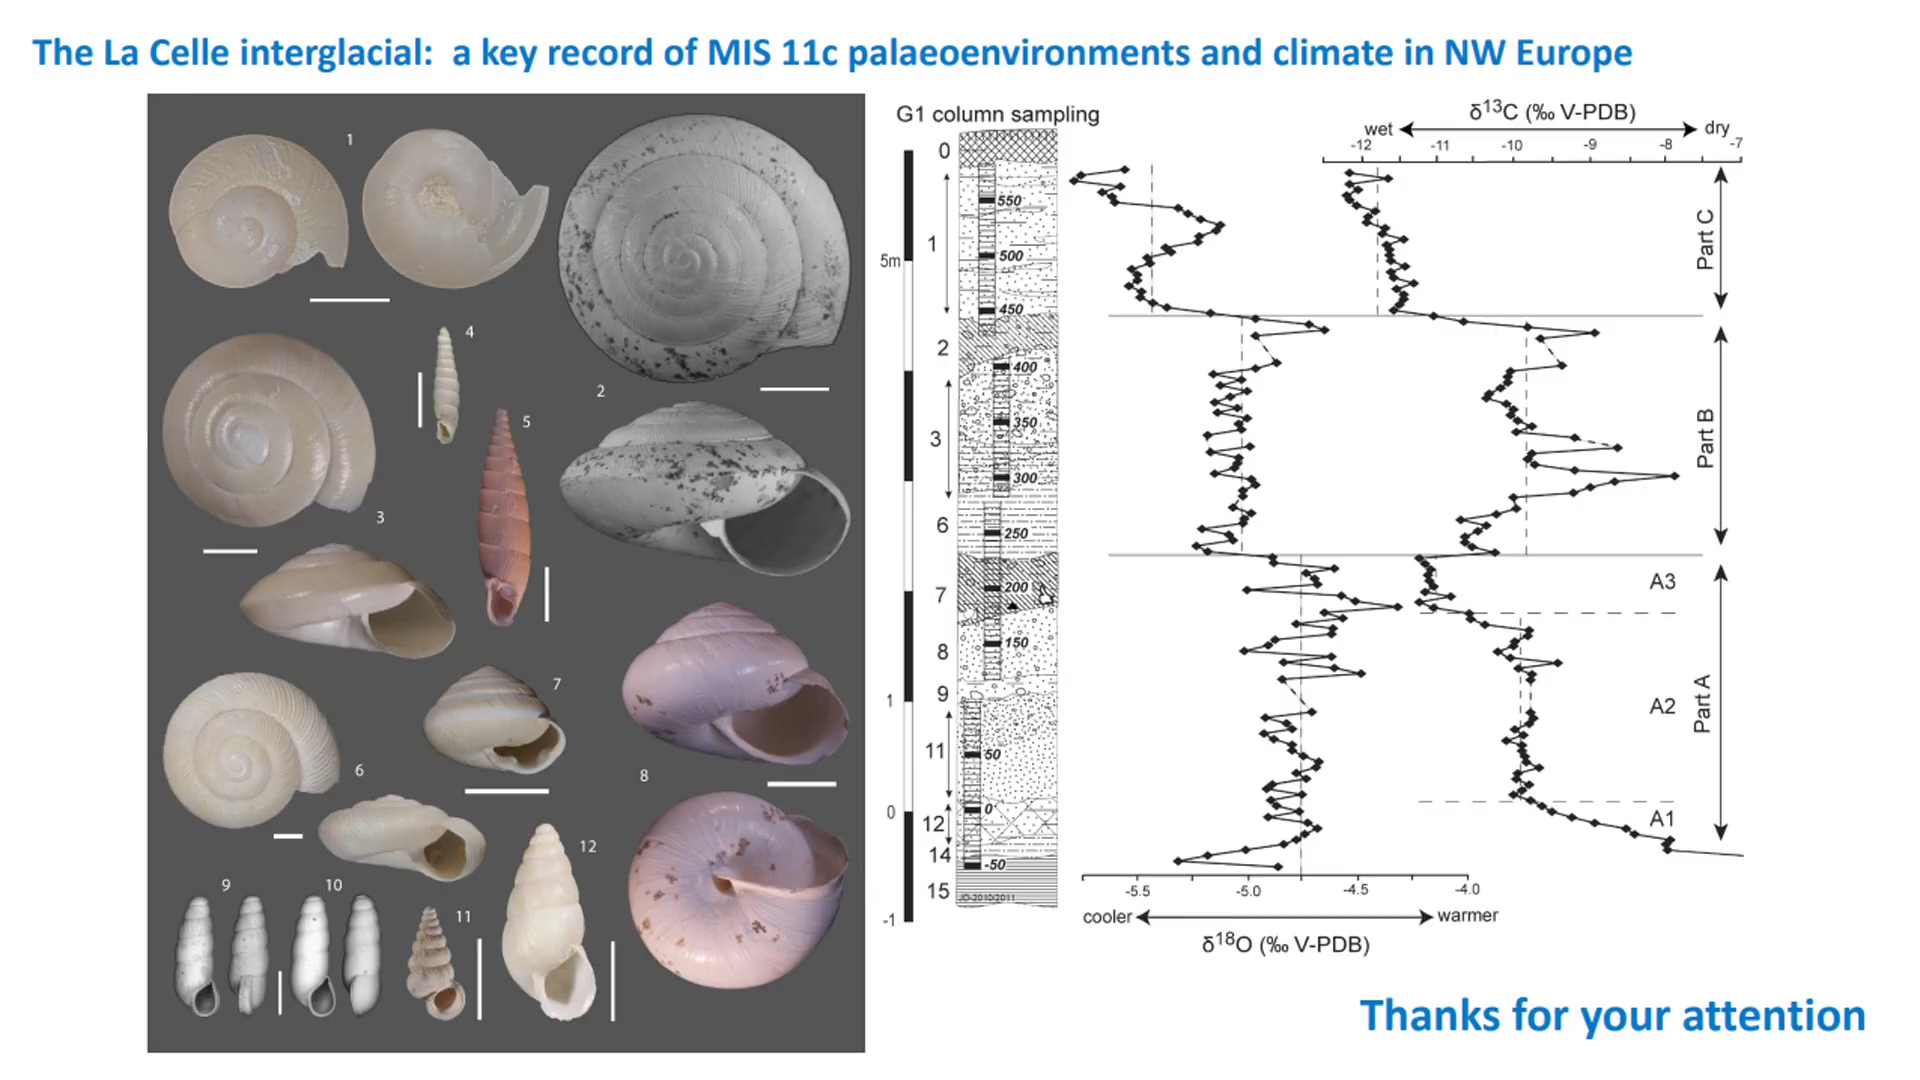 The La Celle interglacial: a key record of MIS 11c palaeoenvironments and climate in NW Europe
1
2
3
4
5
6
7
8
9
10
11
12
G1 column sampling
δ13C (‰ V-PDB)
wet
dry
-12 -11 -10 -9 -8 -7
5m
1
0
-1
0
1
2
3
6
7
8
9
11
12
14
15
550
500
450
400
350
300
250
200
150
50
0
-50
JD-2010/2011
Part C
Part B
A3
A2
Part A
A1
-5.5 -5.0 -4.5 -4.0
cooler
warmer
δ18O (‰ V-PDB)
Thanks for your attention